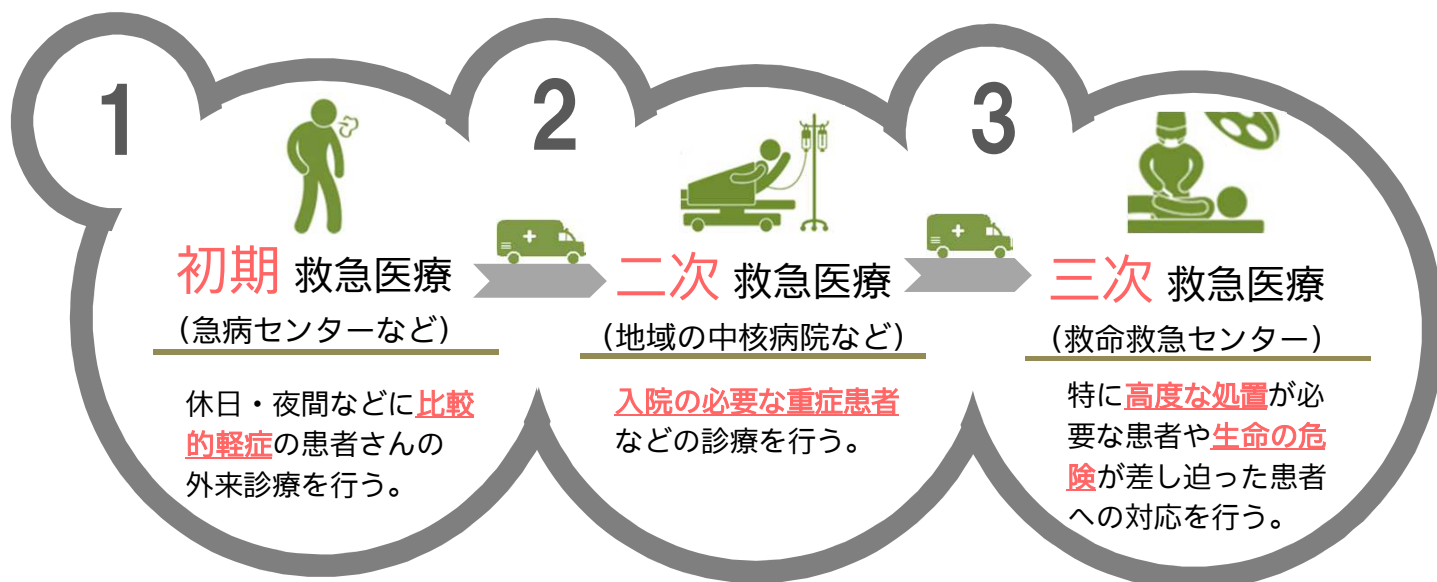 1
初期 救急医療
（急病センターなど）
休日・夜間などに比較
的軽症の患者さんの
外来診療を行う。
2
二次 救急医療
（地域の中核病院など）
入院の必要な重症患者
などの診療を行う。
3
三次 救急医療
（救命救急センター）
特に高度な処置が必
要な患者や生命の危
険が差し迫った患者
への対応を行う。